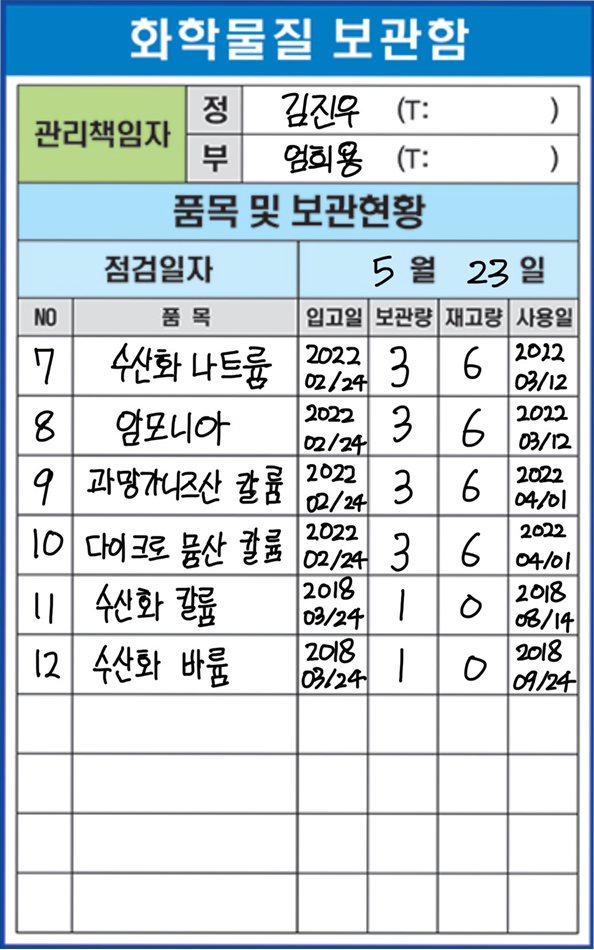 화학물질 보관함
관리책임자 정 김진우 (T: )
부 엄희용 (T: )
품목 및 보관현황
점검일자 5월 23일
NO 품 목 입고일 보관량 재고량 사용일
7 수산화 나트륨 2022 02/24 3 6 2022 03/12
8 암모니아 2022 02/24 3 6 2022 03/12
9 과망가니즈산 칼륨 2022 02/24 3 6 2022 04/01
10 다이크로뮴산 칼륨 2022 02/24 3 6 2022 04/01
11 수산화 칼륨 2018 03/24 1 0 2018 08/14
12 수산화 바륨 2018 03/24 1 0 2018 09/24